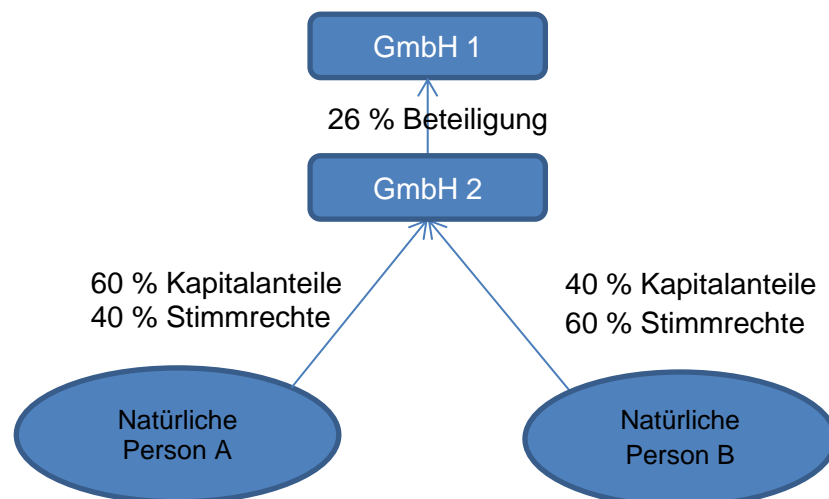 GmbH 1
26 % Beteiligung
GmbH 2
60 % Kapitalanteile
40 % Stimmrechte
40 % Kapitalanteile
60 % Stimmrechte
Natürliche
Person A
Natürliche
Person B